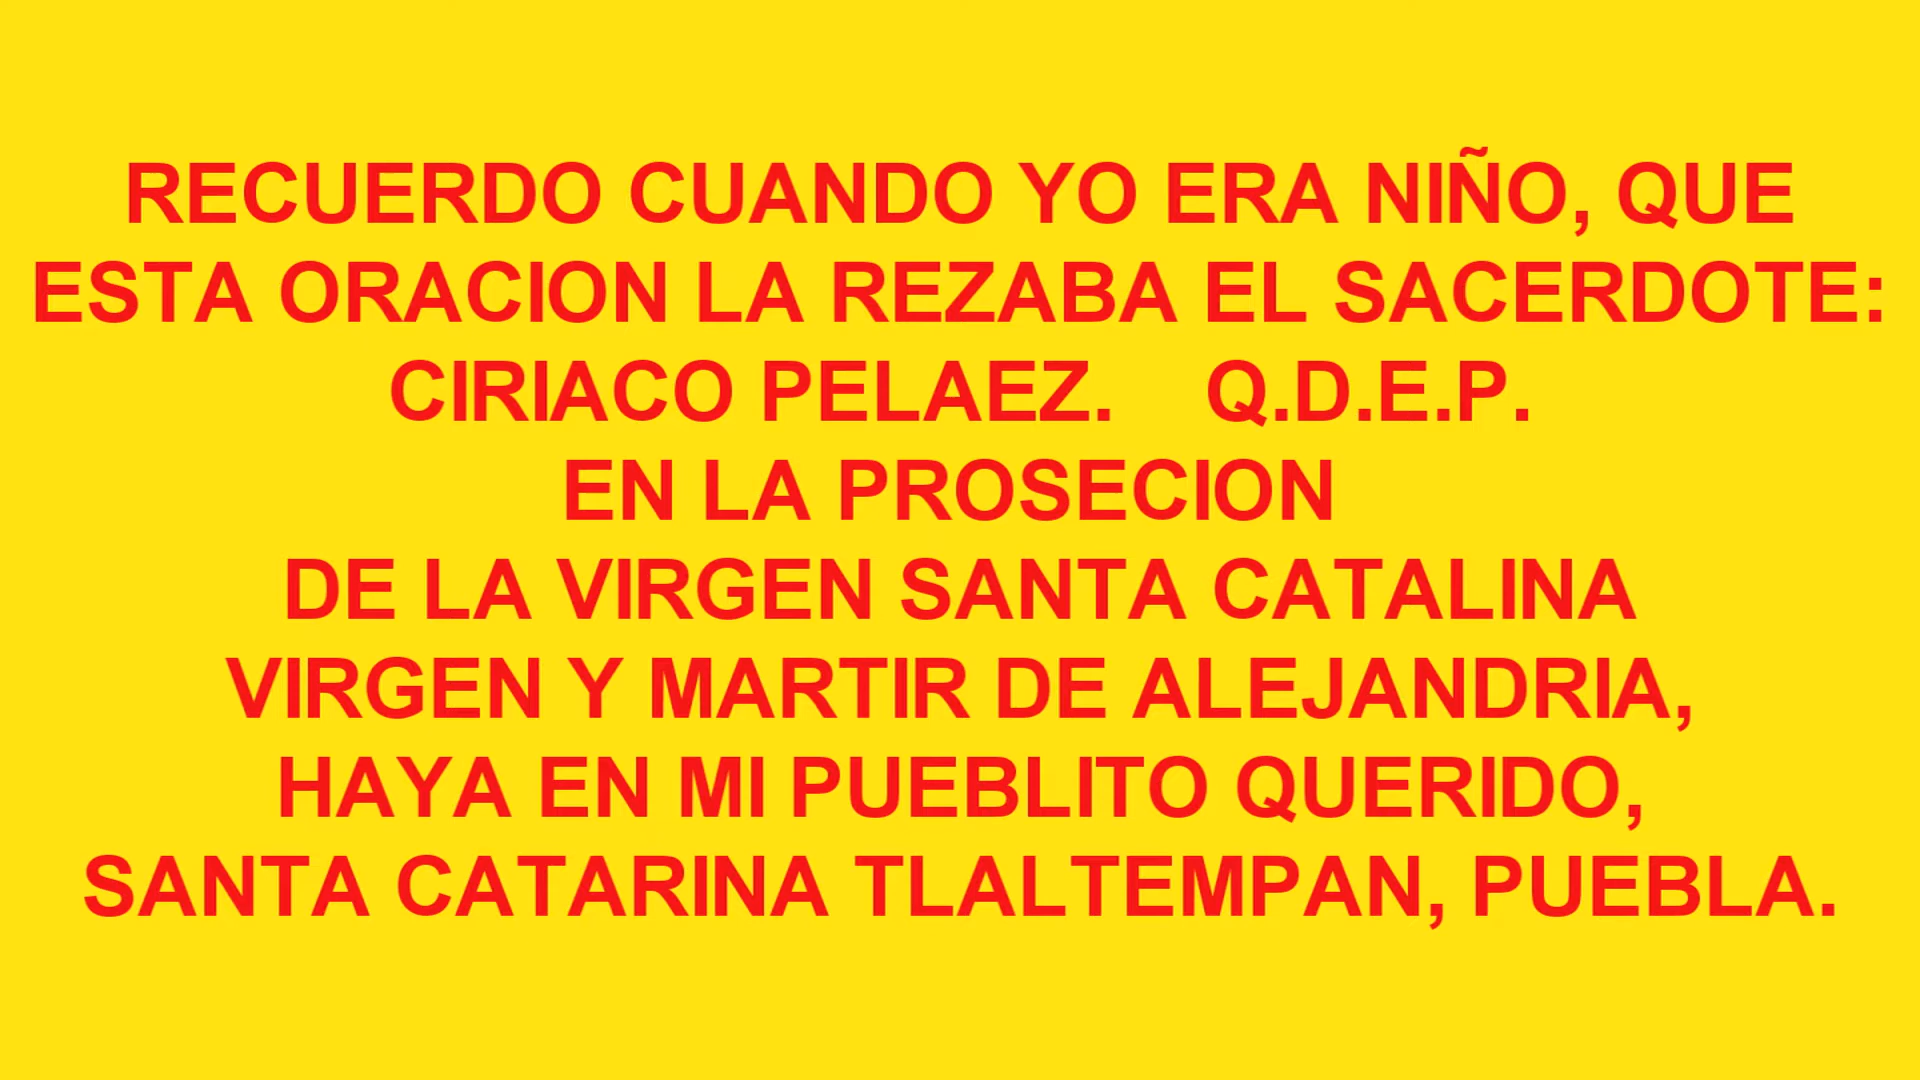 RECUERDO CUANDO YO ERA NIÑO, QUE
ESTA ORACION LA REZABA EL SACERDOTE:
CIRIACO PELAEZ. Q.D.E.P.
EN LA PROSECION
DE LA VIRGEN SANTA CATALINA
VIRGEN Y MARTIR DE ALEJANDRIA,
HAYA EN MI PUEBLITO QUERIDO,
SANTA CATARINA TLALTEMPAN, PUEBLA.